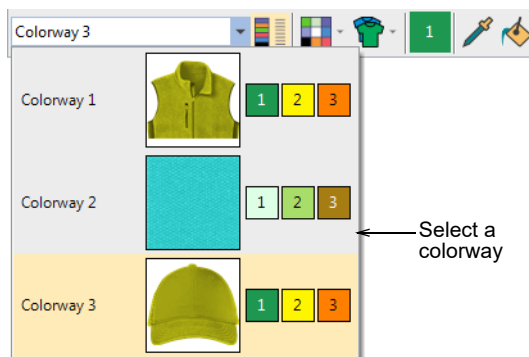 Colorway 3
1
Colorway 1
1 2 3
Colorway 2
1 2 3
Select a
colorway
Colorway 3
1 2 3